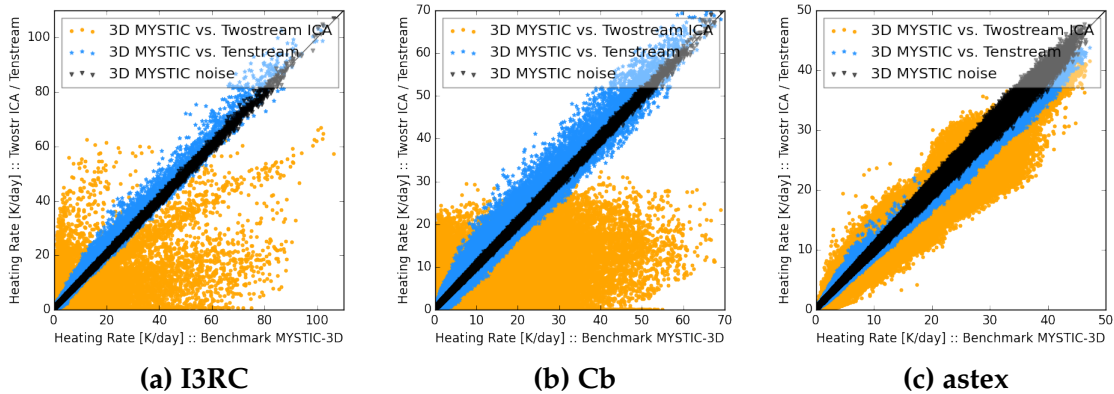 Heating Rate [K/day] :: Twostr ICA / Tenstream
100
80
60
40
20
0
3D MYSTIC vs. Twostream ICA
3D MYSTIC vs. Tenstream
3D MYSTIC noise
0 20 40 60 80 100
Heating Rate [K/day] :: Benchmark MYSTIC-3D
(a) I3RC
Heating Rate [K/day] :: Twostr ICA / Tenstream
70
60
50
40
30
20
10
0
3D MYSTIC vs. Twostream ICA
3D MYSTIC vs. Tenstream
3D MYSTIC noise
0 10 20 30 40 50 60 70
Heating Rate [K/day] :: Benchmark MYSTIC-3D
(b) Cb
Heating Rate [K/day] :: Twostr ICA / Tenstream
50
40
30
20
10
0
3D MYSTIC vs. Twostream ICA
3D MYSTIC vs. Tenstream
3D MYSTIC noise
0 10 20 30 40 50
Heating Rate [K/day] :: Benchmark MYSTIC-3D
(c) astex